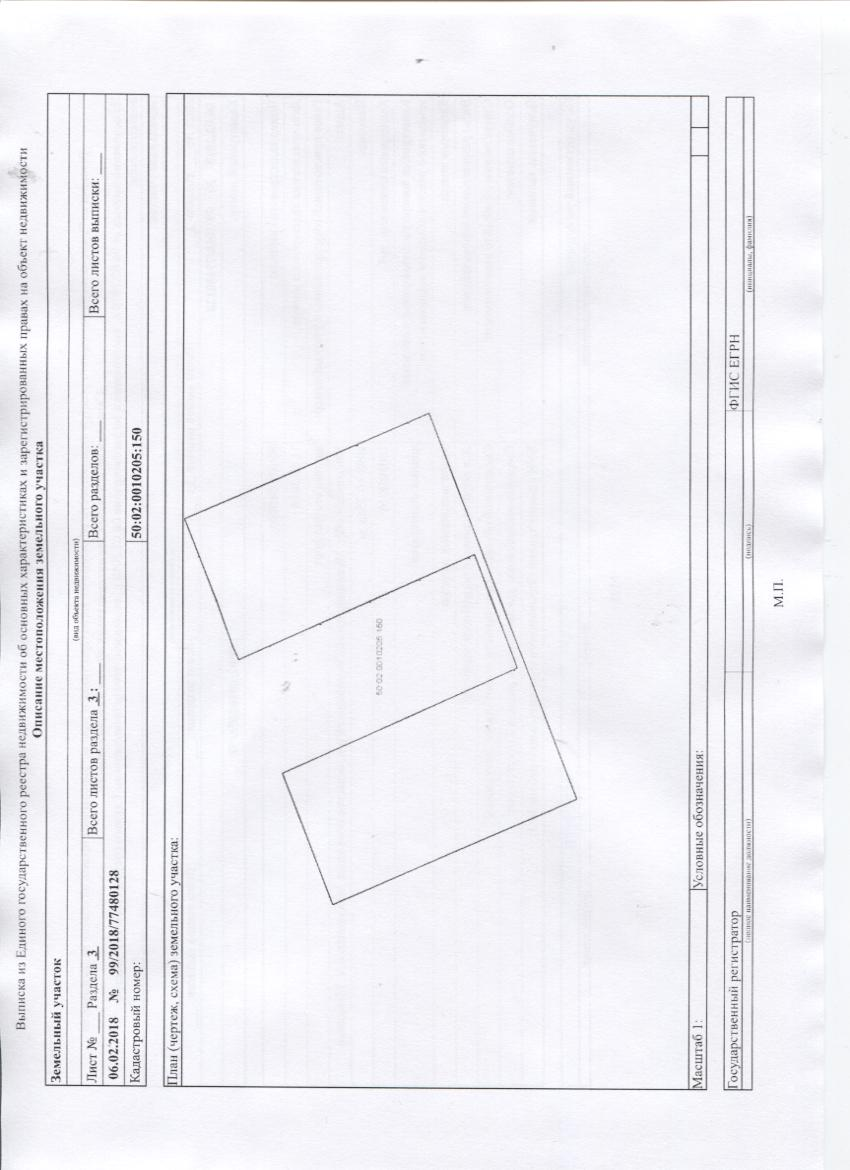 Выписка из Единого государственного реестра недвижимости об основных характеристиках и зарегистрированных правах на объект недвижимости
Описание местоположения земельного участка
Земельный участок
(вид объекта недвижимости)
Лист № ___ Раздела 3 Всего листов раздела 3 : ___ Всего разделов: ___ Всего листов выписки: ___
06.02.2018 № 99/2018/77480128
Кадастровый номер: 50:02:0010205:150
План (чертеж, схема) земельного участка:
50:02:0010205:150
Масштаб 1: Условные обозначения:
Государственный регистратор ФГИС ЕГРН
(полное наименование должности) (подпись) (инициалы, фамилия)
М.П.